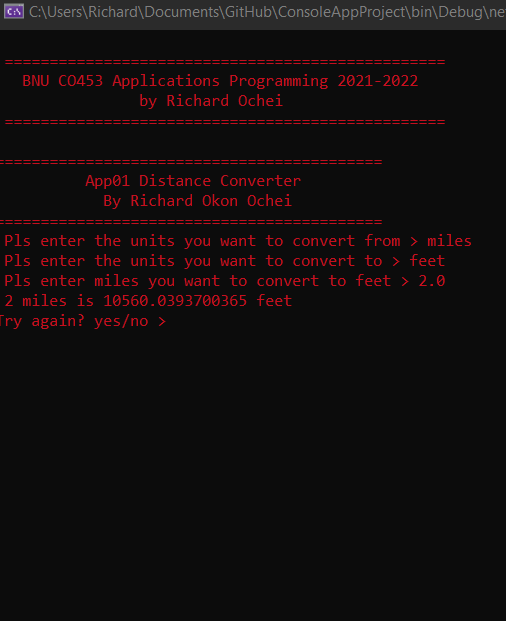 C:\Users\Richard\Documents\GitHub\ConsoleAppProject\bin\Debug\ne
=================================================
BNU CO453 Applications Programming 2021-2022
by Richard Ochei
=================================================
===========================================
App01 Distance Converter
By Richard Okon Ochei
===========================================
Pls enter the units you want to convert from > miles
Pls enter the units you want to convert to > feet
Pls enter miles you want to convert to feet > 2.0
2 miles is 10560.0393700365 feet
Try again? yes/no >